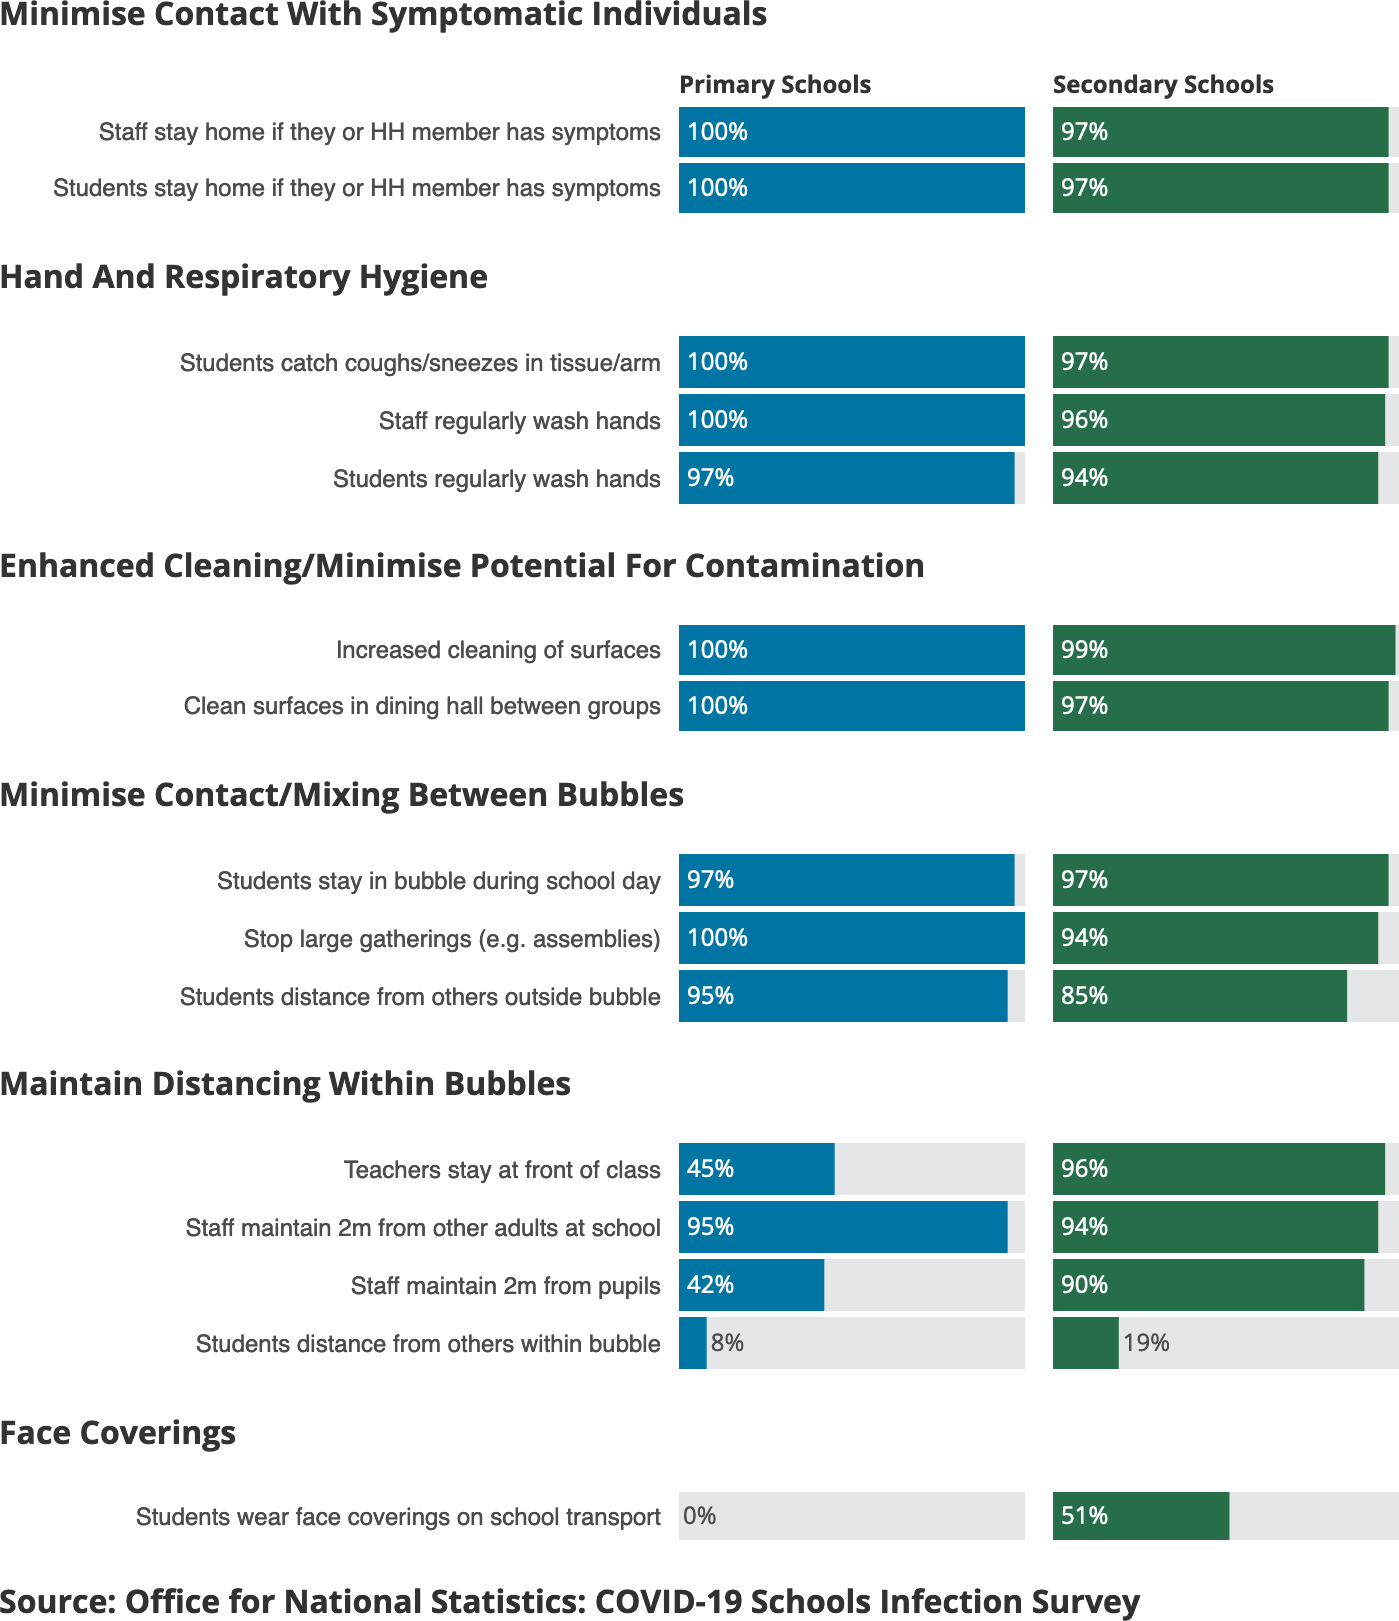 Minimise Contact With Symptomatic Individuals
Primary Schools Secondary Schools
Staff stay home if they or HH member has symptoms 100% 97%
Students stay home if they or HH member has symptoms 100% 97%
Hand And Respiratory Hygiene
Students catch coughs/sneezes in tissue/arm 100% 97%
Staff regularly wash hands 100% 96%
Students regularly wash hands 97% 94%
Enhanced Cleaning/Minimise Potential For Contamination
Increased cleaning of surfaces 100% 99%
Clean surfaces in dining hall between groups 100% 97%
Minimise Contact/Mixing Between Bubbles
Students stay in bubble during school day 97% 97%
Stop large gatherings (e.g. assemblies) 100% 94%
Students distance from others outside bubble 95% 85%
Maintain Distancing Within Bubbles
Teachers stay at front of class 45% 96%
Staff maintain 2m from other adults at school 95% 94%
Staff maintain 2m from pupils 42% 90%
Students distance from others within bubble 8% 19%
Face Coverings
Students wear face coverings on school transport 0% 51%
Source: Office for National Statistics: COVID-19 Schools Infection Survey